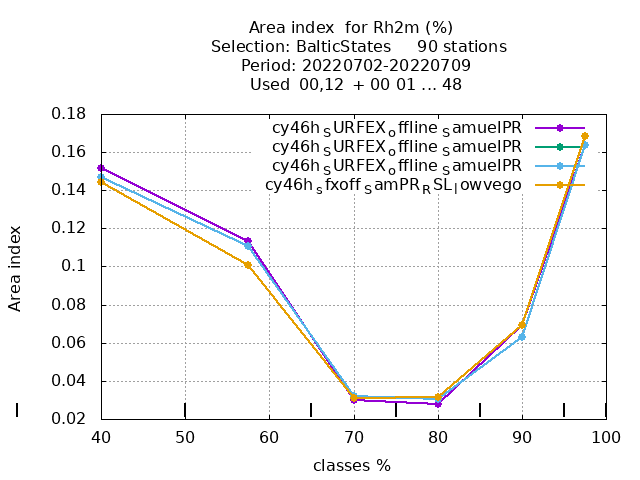 Area index for Rh2m (%)
Selection: BalticStates 90 stations
Period: 20220702-20220709
Used 00,12 + 00 01 ... 48
cy46h_SURFEX_offline_SamuelPR
cy46h_SURFEX_offline_SamuelPR
cy46h_SURFEX_offline_SamuelPR
cy46h_sfxoff_samPR_RSL_lowvego
0.18
0.16
0.14
0.12
0.1
0.08
0.06
0.04
0.02
Area index
40 50 60 70 80 90 100
classes %